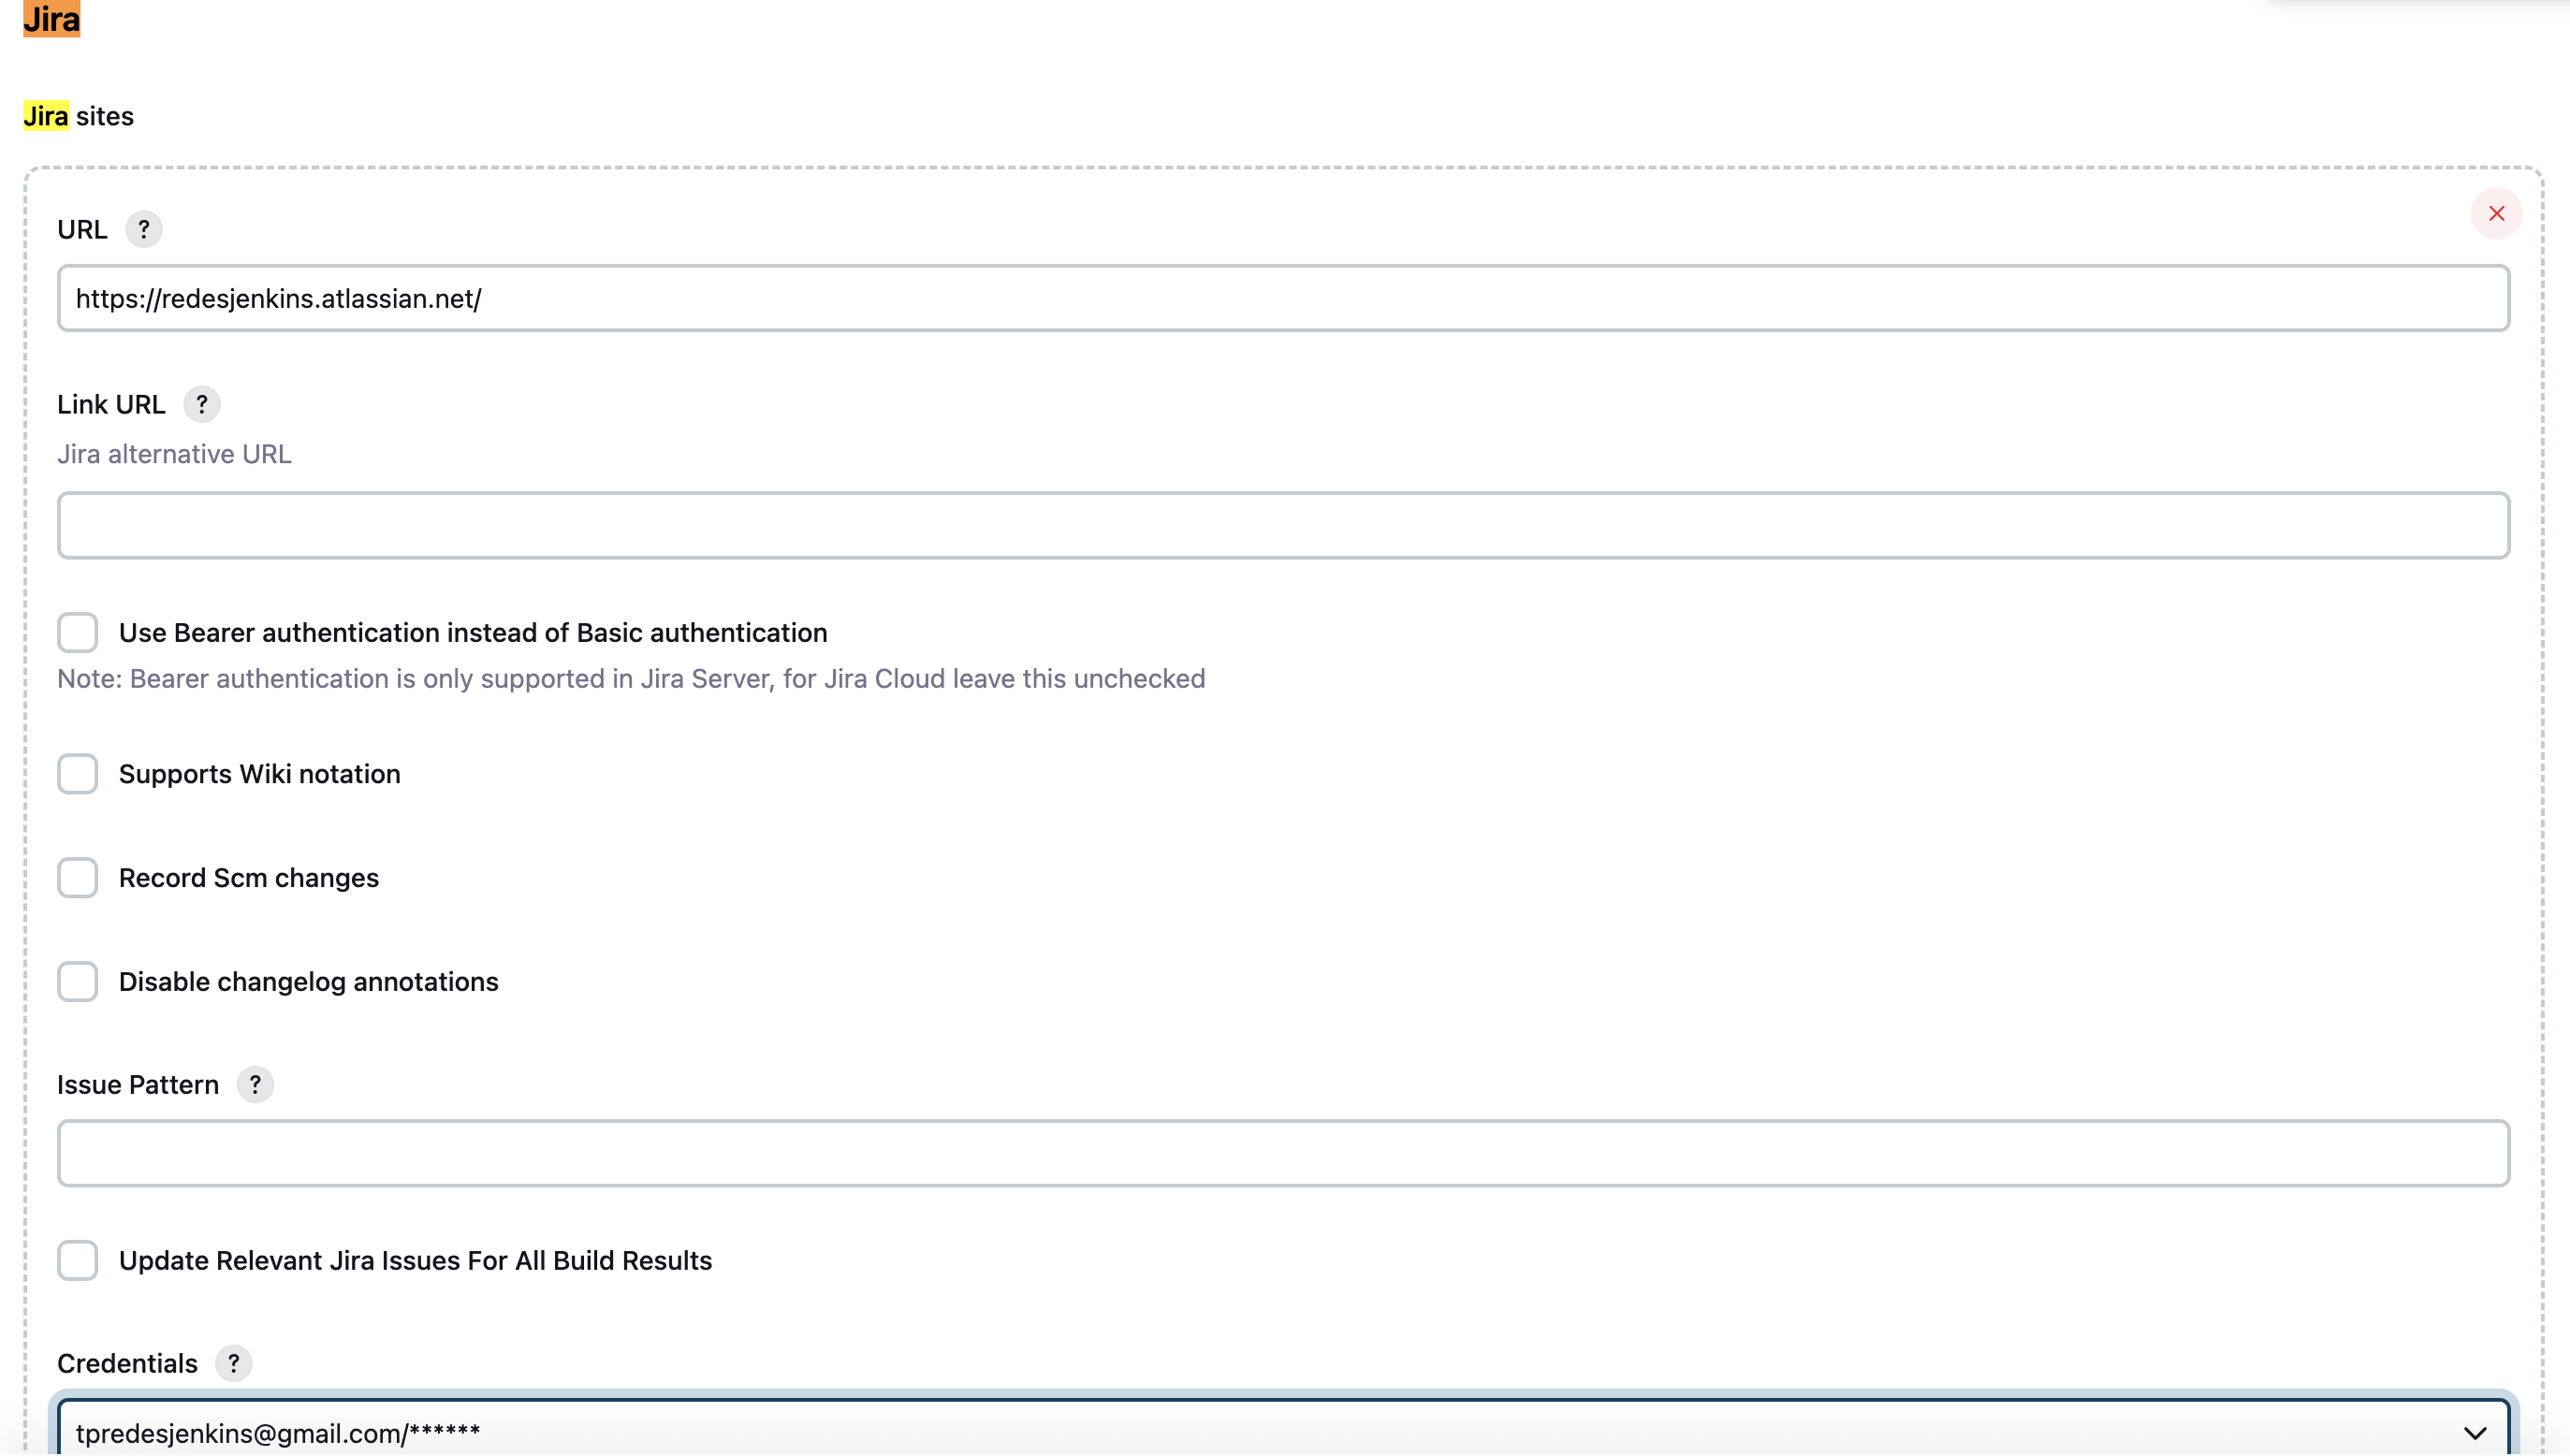 Jira
Jira sites
URL ?
https://redesjenkins.atlassian.net/
Link URL ?
Jira alternative URL
Use Bearer authentication instead of Basic authentication
Note: Bearer authentication is only supported in Jira Server, for Jira Cloud leave this unchecked
Supports Wiki notation
Record Scm changes
Disable changelog annotations
Issue Pattern ?
Update Relevant Jira Issues For All Build Results
Credentials ?
tpredesjenkins@gmail.com/******